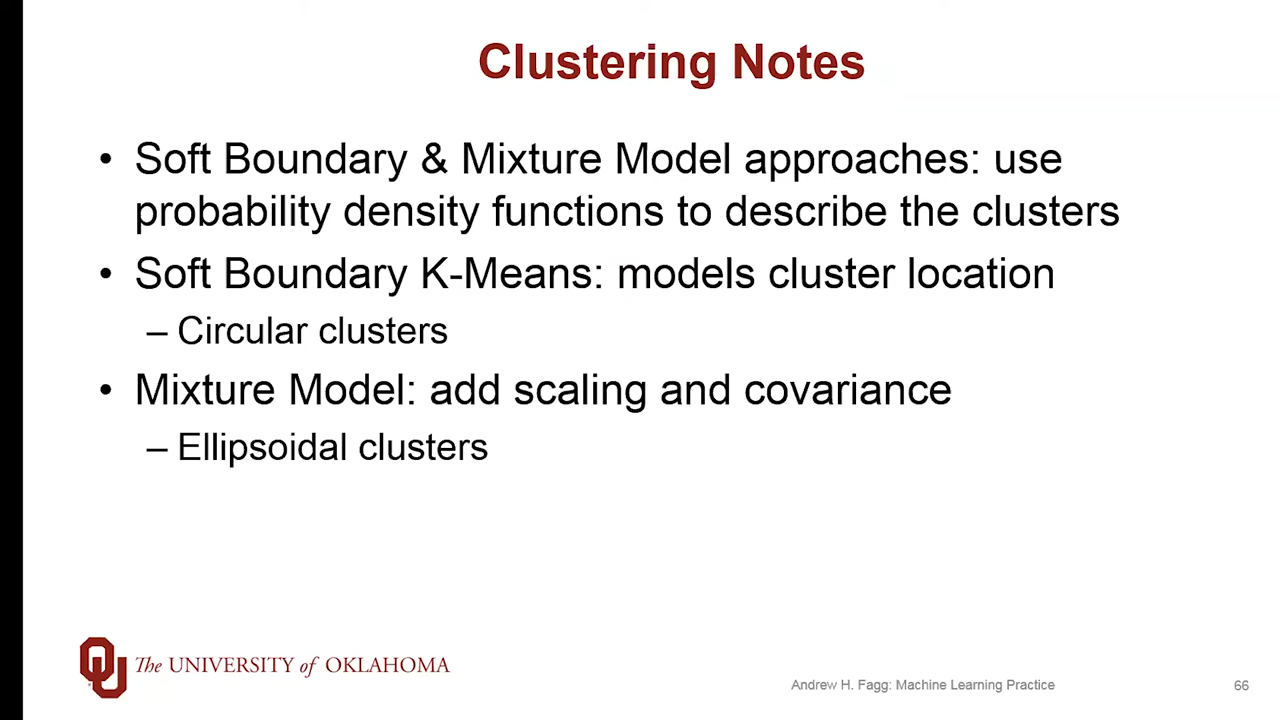 Clustering Notes
• Soft Boundary & Mixture Model approaches: use
probability density functions to describe the clusters
• Soft Boundary K-Means: models cluster location
– Circular clusters
• Mixture Model: add scaling and covariance
– Ellipsoidal clusters
The UNIVERSITY of OKLAHOMA
Andrew H. Fagg: Machine Learning Practice
66